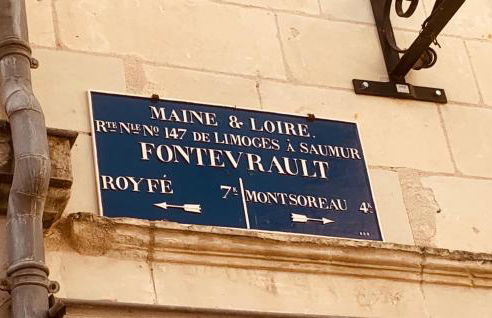 MAINE & LOIRE.
RTE NLE NO 147 DE LIMOGES À SAUMUR
FONTEVRAULT
ROYFÉ 7K MONTSOREAU 4K